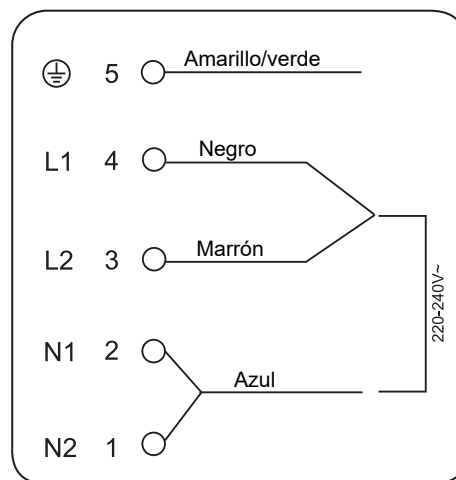 5 Amarillo/verde
L1 4 Negro
L2 3 Marrón
220-240V~
N1 2
Azul
N2 1